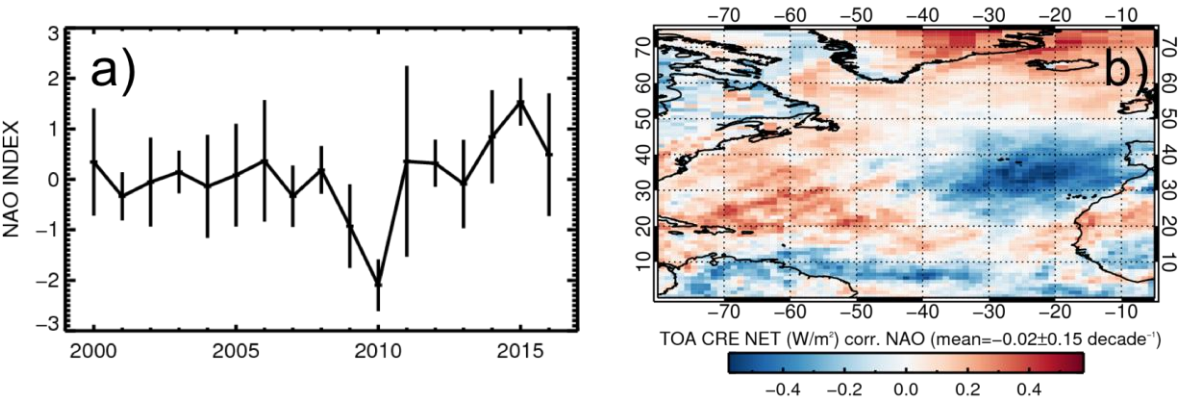 a)
NAO INDEX
3
2
1
0
−1
−2
−3
2000 2005 2010 2015
−70 −60 −50 −40 −30 −20 −10
b)
70 70
60 60
50 50
40 40
30 30
20 20
10 10
−70 −60 −50 −40 −30 −20 −10
TOA CRE NET (W/m²) corr. NAO (mean=−0.02±0.15 decade⁻¹)
−0.4 −0.2 0.0 0.2 0.4